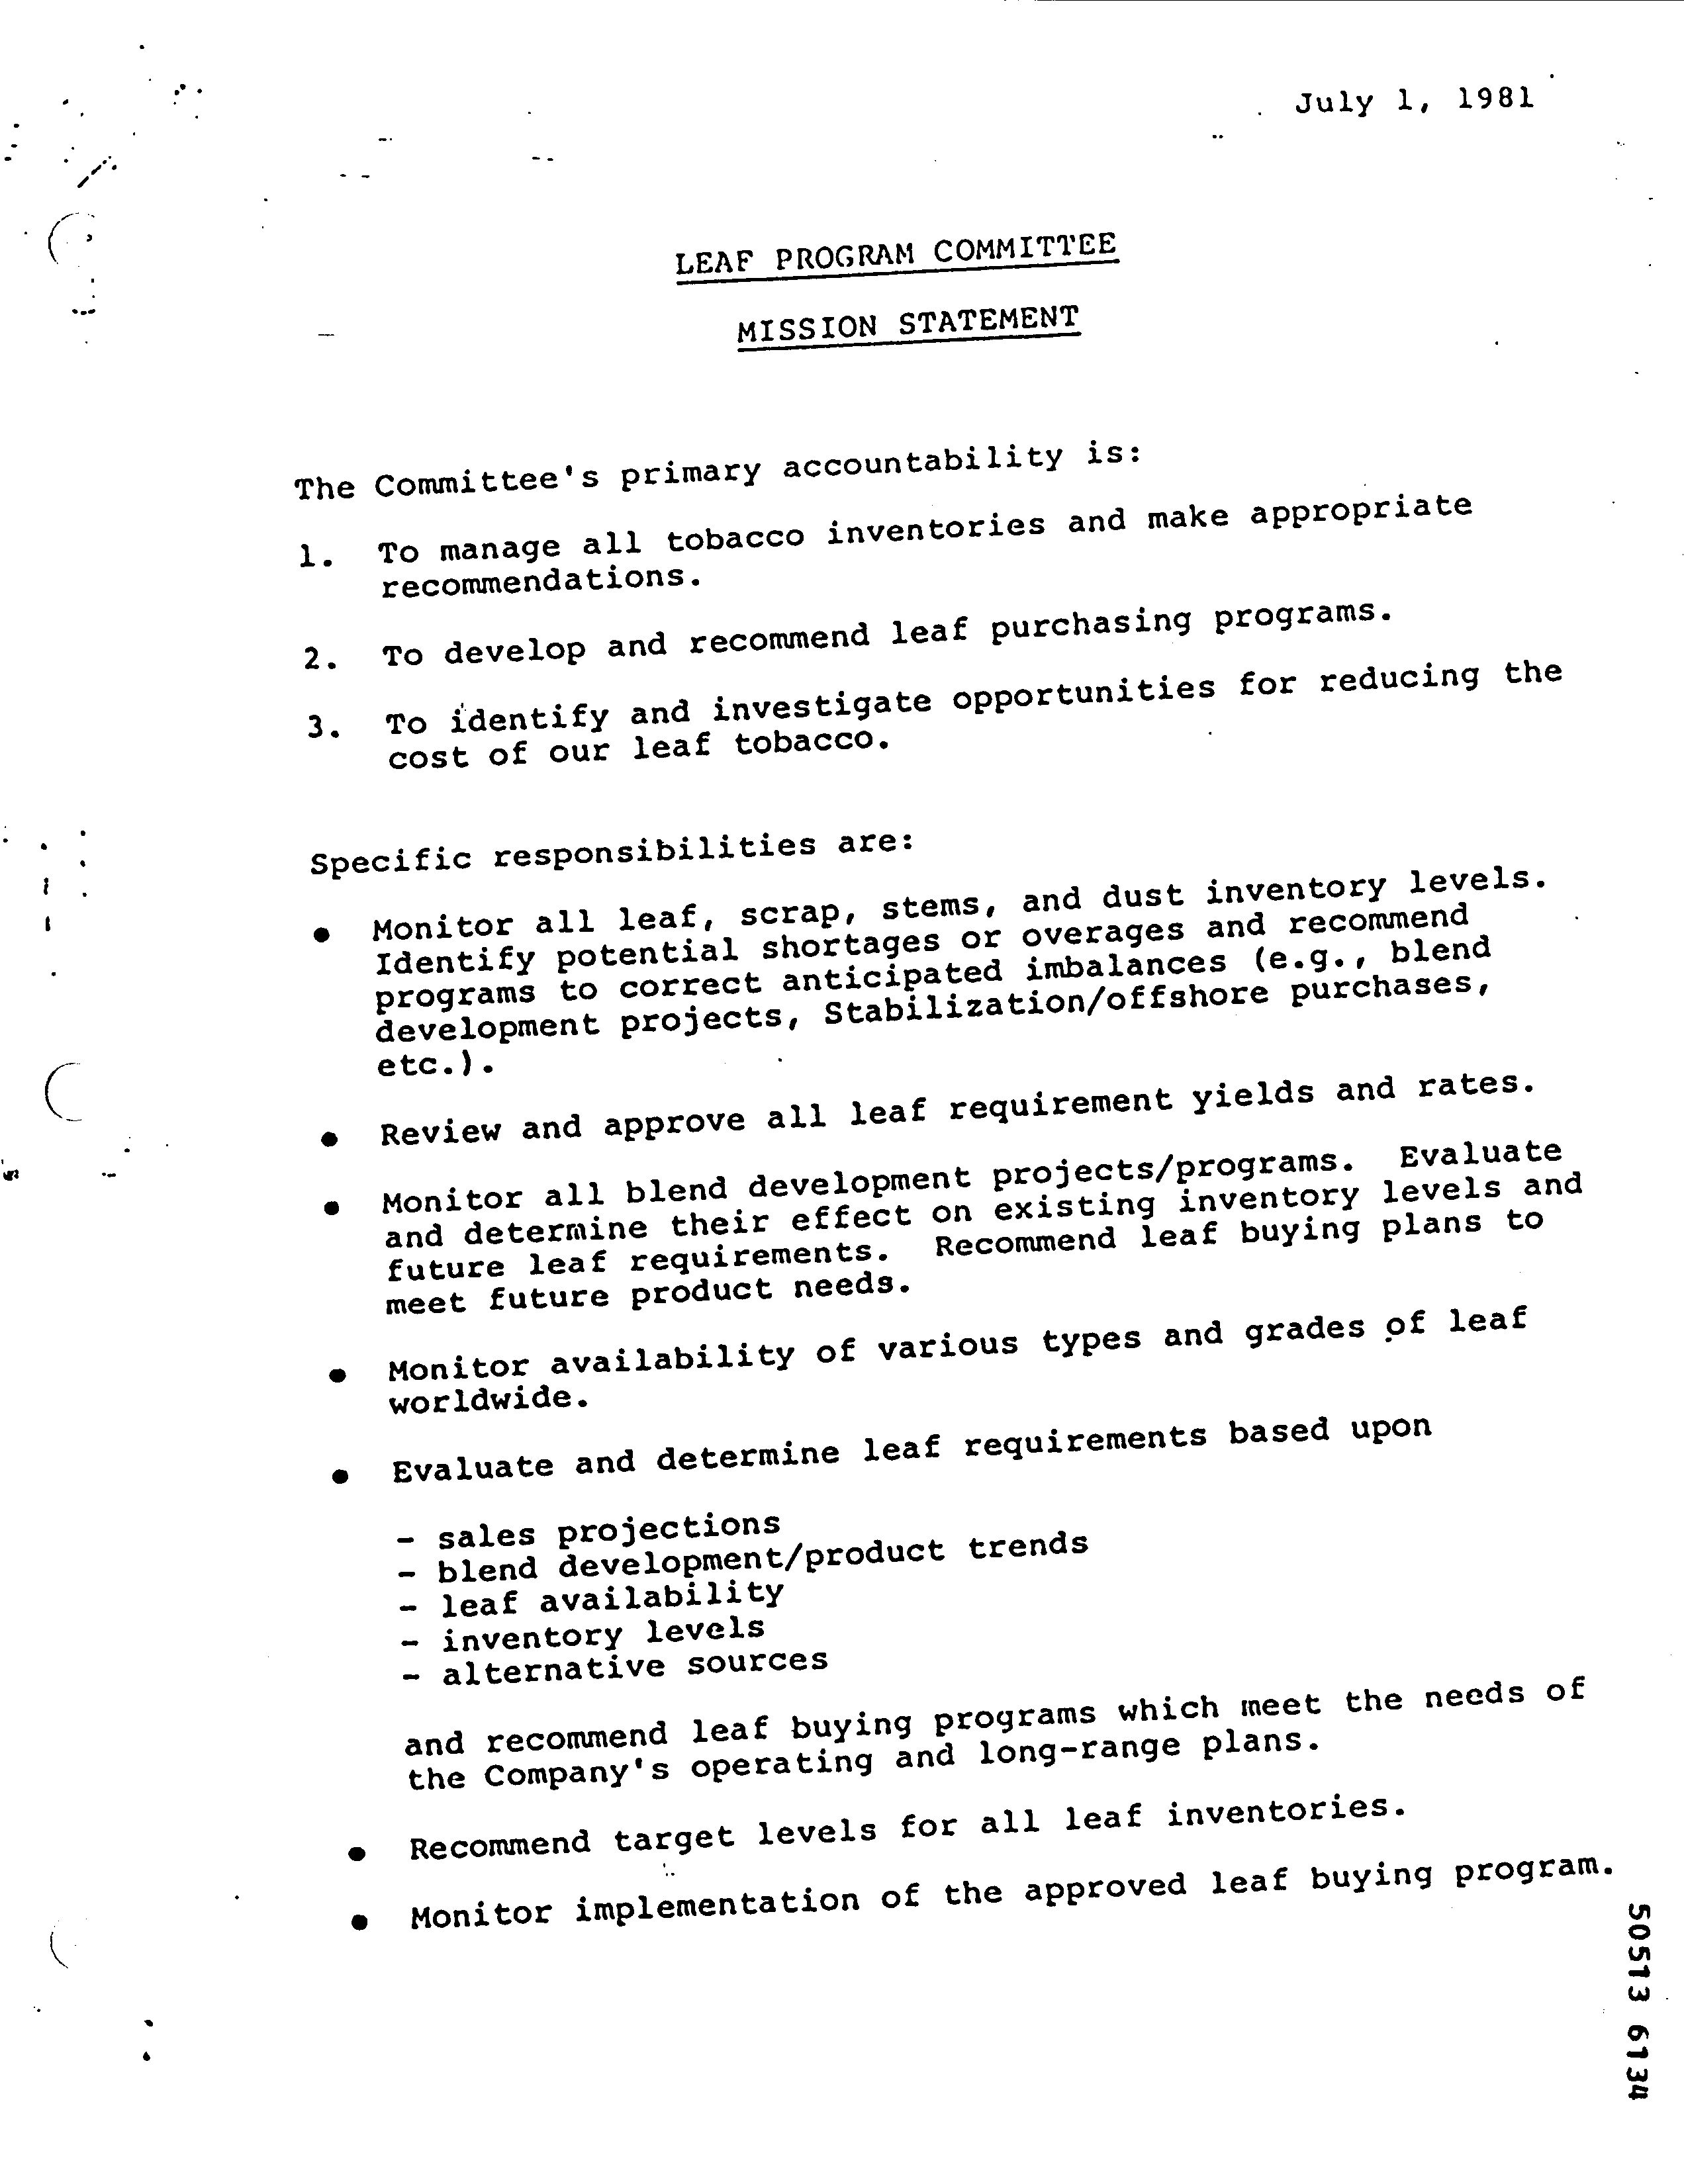 July 1, 1981
LEAF PROGRAM COMMITTEE
MISSION STATEMENT
The Committee's primary accountability is:
1. To manage all tobacco inventories and make appropriate
recommendations.
2. To develop and recommend leaf purchasing programs.
3. To identify and investigate opportunities for reducing the
cost of our leaf tobacco.
Specific responsibilities are:
● Monitor all leaf, scrap, stems, and dust inventory levels.
Identify potential shortages or overages and recommend
programs to correct anticipated imbalances (e.g., blend
development projects, Stabilization/offshore purchases,
etc.).
● Review and approve all leaf requirement yields and rates.
● Monitor all blend development projects/programs. Evaluate
and determine their effect on existing inventory levels and
future leaf requirements. Recommend leaf buying plans to
meet future product needs.
● Monitor availability of various types and grades of leaf
worldwide.
● Evaluate and determine leaf requirements based upon
- sales projections
- blend development/product trends
- leaf availability
- inventory levels
- alternative sources
and recommend leaf buying programs which meet the needs of
the Company's operating and long-range plans.
● Recommend target levels for all leaf inventories.
● Monitor implementation of the approved leaf buying program.
50513 6134